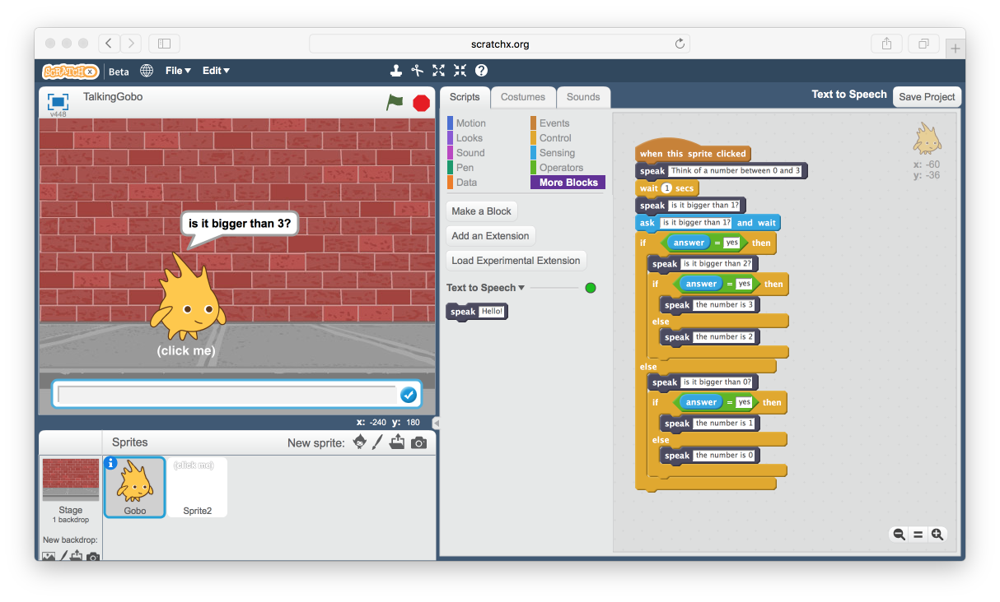 scratchx.org
SCRATCHX
Beta
File
Edit
TalkingGobo
v448
Scripts
Costumes
Sounds
Text to Speech
Save Project
is it bigger than 3?
(click me)
Motion
Looks
Sound
Pen
Data
Events
Control
Sensing
Operators
More Blocks
Make a Block
Add an Extension
Load Experimental Extension
Text to Speech
speak Hello!
when this sprite clicked
speak Think of a number between 0 and 3
wait 1 secs
speak is it bigger than 1?
ask is it bigger than 1? and wait
if answer = yes then
speak is it bigger than 2?
if answer = yes then
speak the number is 3
else
speak the number is 2
else
speak is it bigger than 0?
if answer = yes then
speak the number is 1
else
speak the number is 0
x: -60
y: -36
x: -240 y: 180
Sprites
New sprite:
Stage
1 backdrop
New backdrop:
Gobo
(click me)
Sprite2